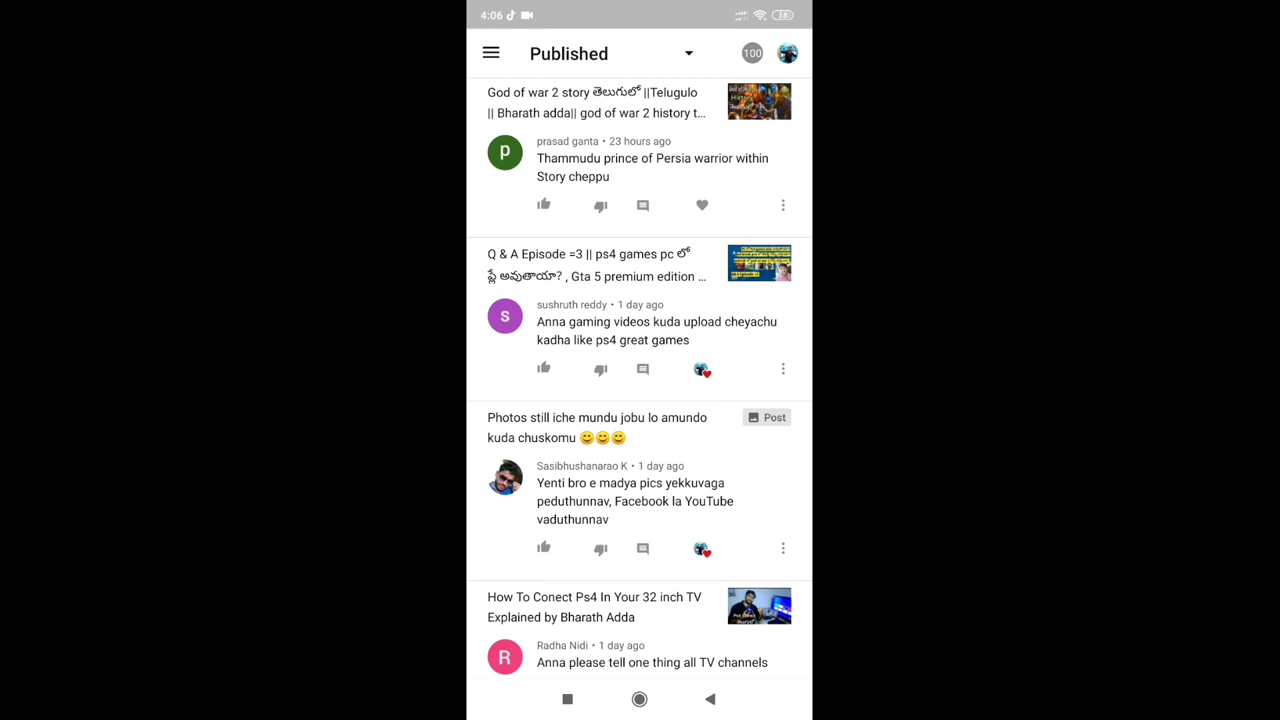 4:06
38
Published
100
God of war 2 story తెలుగులో ||Telugulo
|| Bharath adda|| god of war 2 history t...
prasad ganta • 23 hours ago
P
Thammudu prince of Persia warrior within
Story cheppu
Q & A Episode =3 || ps4 games pc లో
ప్లే అవుతాయా? , Gta 5 premium edition ...
sushruth reddy • 1 day ago
s
Anna gaming videos kuda upload cheyachu
kadha like ps4 great games
Photos still iche mundu jobu lo amundo
kuda chuskomu 😊😊😊
Post
Sasibhushanarao K • 1 day ago
Yenti bro e madya pics yekkuvaga
peduthunnav, Facebook la YouTube
vaduthunnav
How To Conect Ps4 In Your 32 inch TV
Explained by Bharath Adda
Radha Nidi • 1 day ago
R
Anna please tell one thing all TV channels